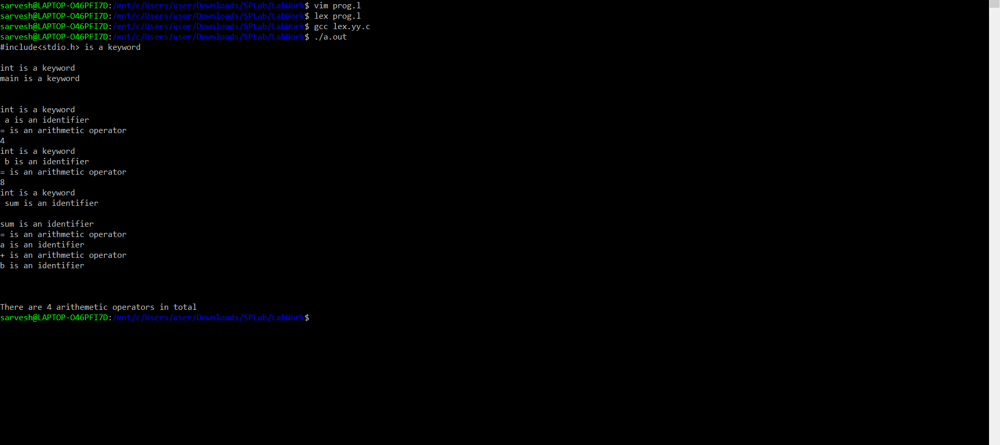 sarvesh@LAPTOP-O46PFI7D:/mnt/c/Users/user/Downloads/SPLab/LabWork$ vim prog.l
sarvesh@LAPTOP-O46PFI7D:/mnt/c/Users/user/Downloads/SPLab/LabWork$ lex prog.l
sarvesh@LAPTOP-O46PFI7D:/mnt/c/Users/user/Downloads/SPLab/LabWork$ gcc lex.yy.c
sarvesh@LAPTOP-O46PFI7D:/mnt/c/Users/user/Downloads/SPLab/LabWork$ ./a.out
#include<stdio.h> is a keyword

int is a keyword
main is a keyword


int is a keyword
 a is an identifier
= is an arithmetic operator
4
int is a keyword
 b is an identifier
= is an arithmetic operator
8
int is a keyword
 sum is an identifier

sum is an identifier
= is an arithmetic operator
a is an identifier
+ is an arithmetic operator
b is an identifier



There are 4 arithemetic operators in total
sarvesh@LAPTOP-O46PFI7D:/mnt/c/Users/user/Downloads/SPLab/LabWork$